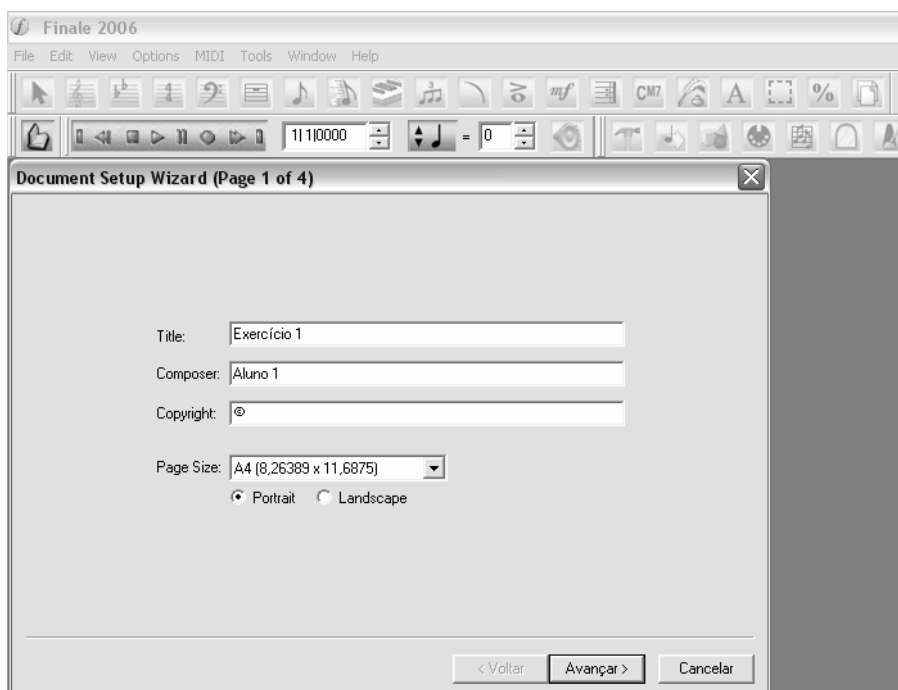 Finale 2006
File Edit View Options MIDI Tools Window Help
mf CM7 A %
1|1|0000 = 0
Document Setup Wizard (Page 1 of 4)
Title: Exercício 1
Composer: Aluno 1
Copyright: ©
Page Size: A4 (8,26389 x 11,6875)
Portrait Landscape
< Voltar Avançar > Cancelar